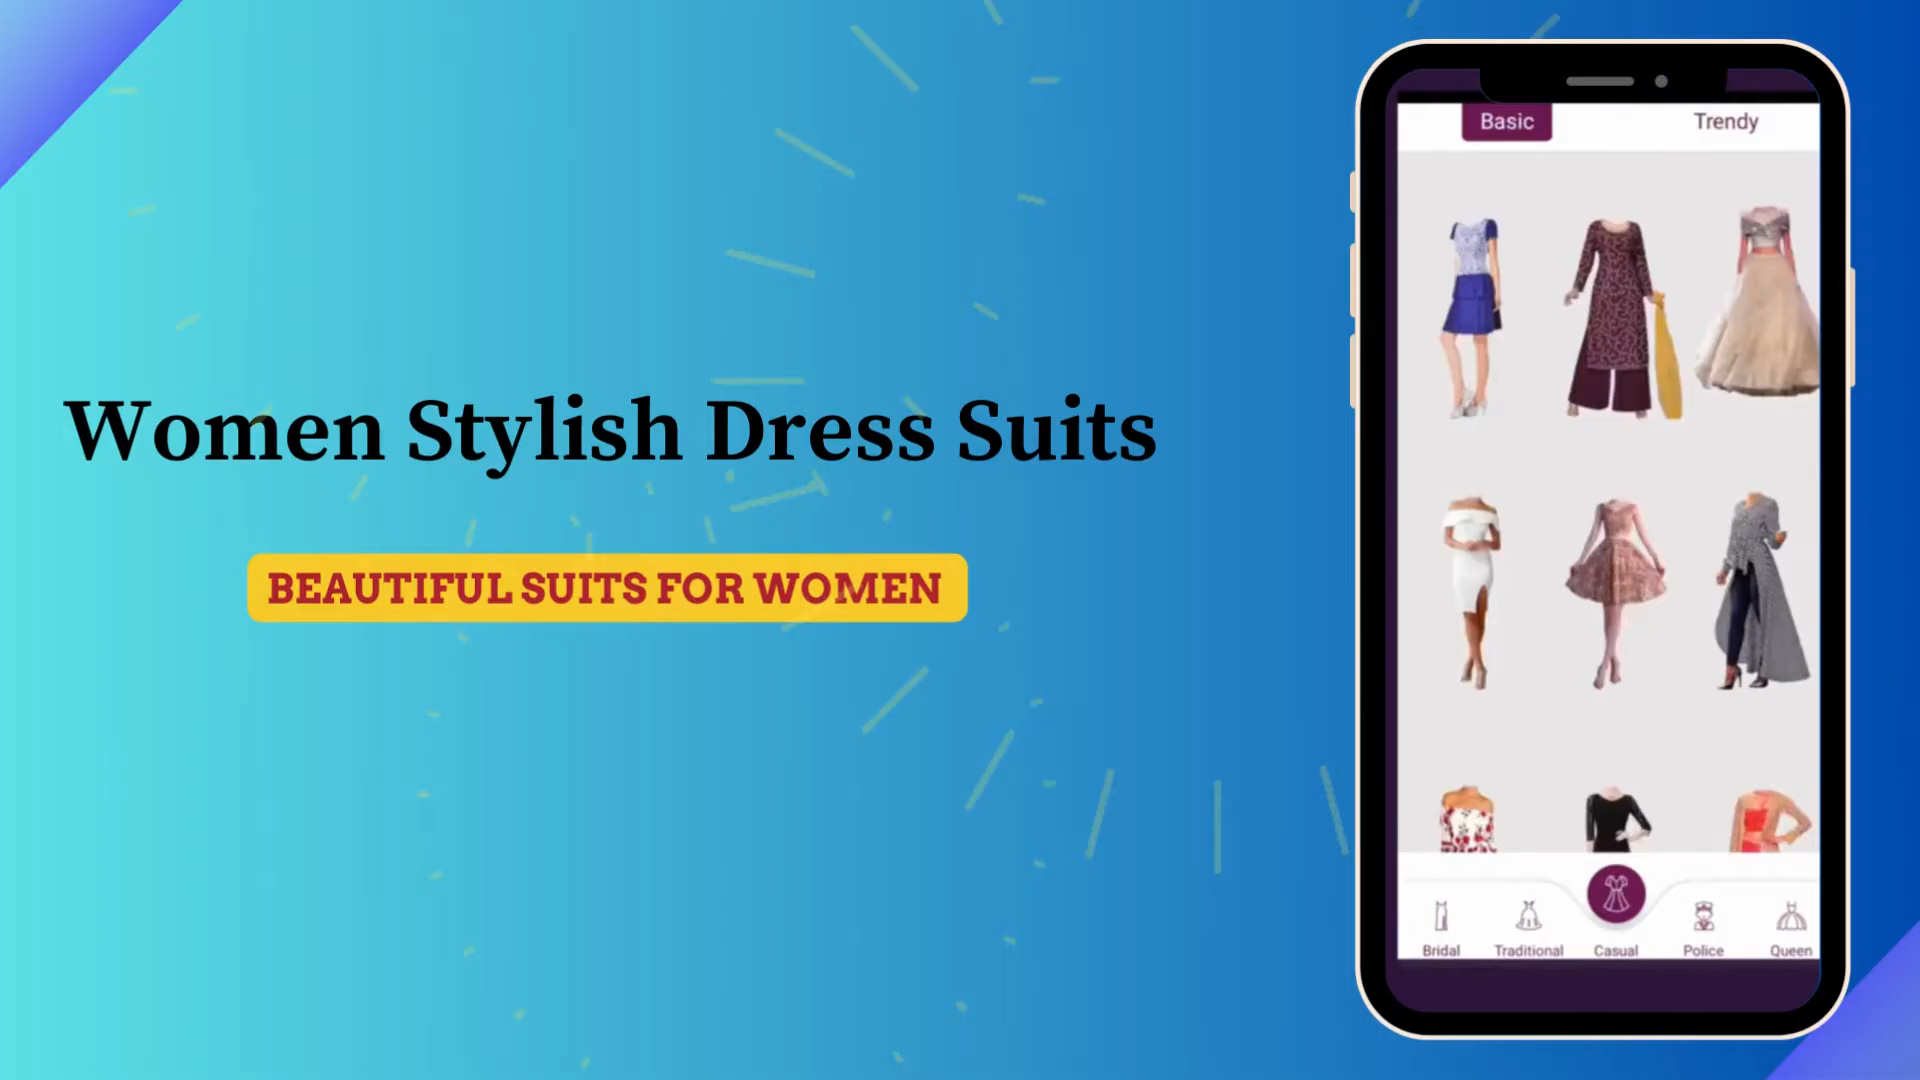 Women Stylish Dress Suits
BEAUTIFUL SUITS FOR WOMEN
Basic Trendy
Bridal Traditional Casual Police Queen